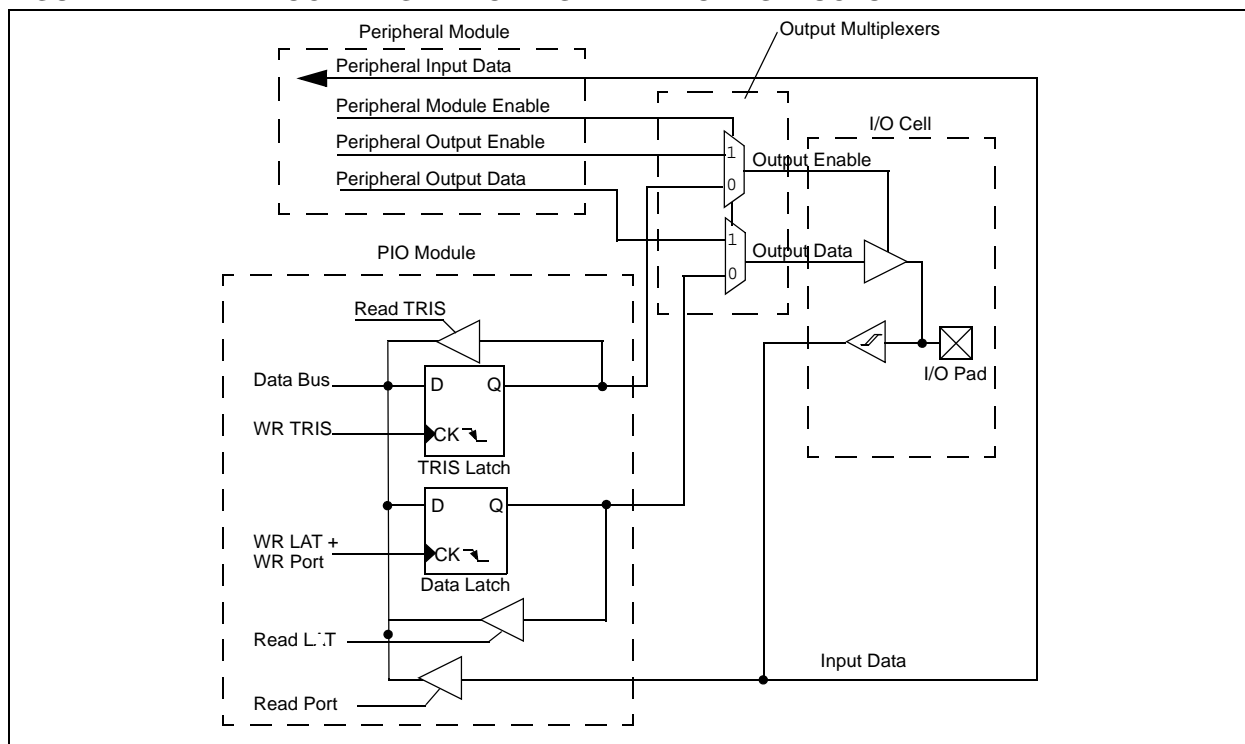 Peripheral Module
Output Multiplexers
Peripheral Input Data
Peripheral Module Enable
I/O Cell
Peripheral Output Enable
1
Output Enable
Peripheral Output Data
0
1
PIO Module
Output Data
0
Read TRIS
I/O Pad
Data Bus
D Q
WR TRIS
CK
TRIS Latch
D Q
WR LAT +
WR Port
CK
Data Latch
Read
Input Data
Read Port